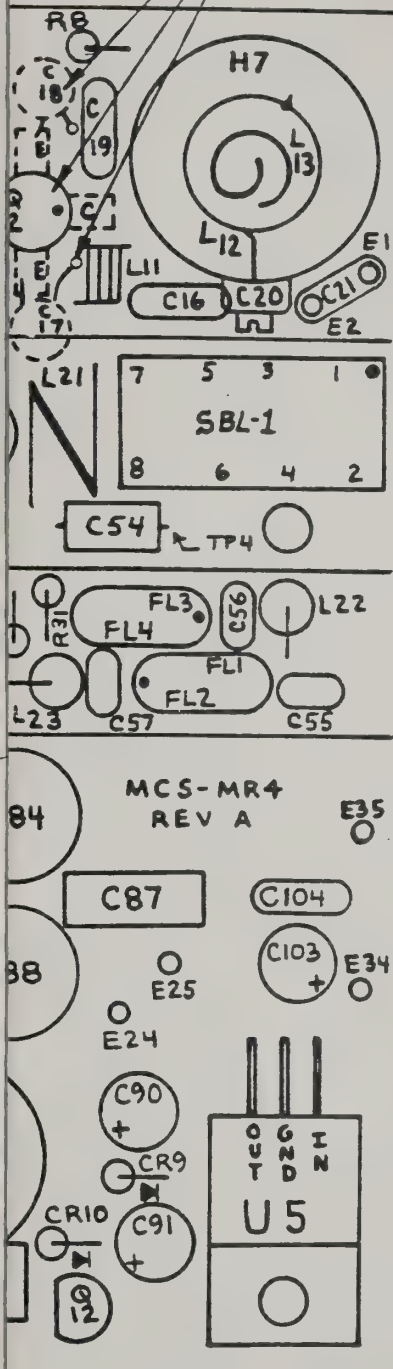 R8
H7
C
18
C
19
E
L
13
C
L12
E1
E
L11
C16
C20
C21
E2
C
17
L21
7 5 3 1
SBL-1
8 6 4 2
C54
TP4
R31
FL3
FL4
C56
L22
FL1
FL2
L23
C57
C55
MCS-MR4
REV A
84
E35
C87
C104
C103
+
88
E25
E34
E24
C90
+
OUT
GND
IN
CR9
U5
CR10
C91
+
Q
12